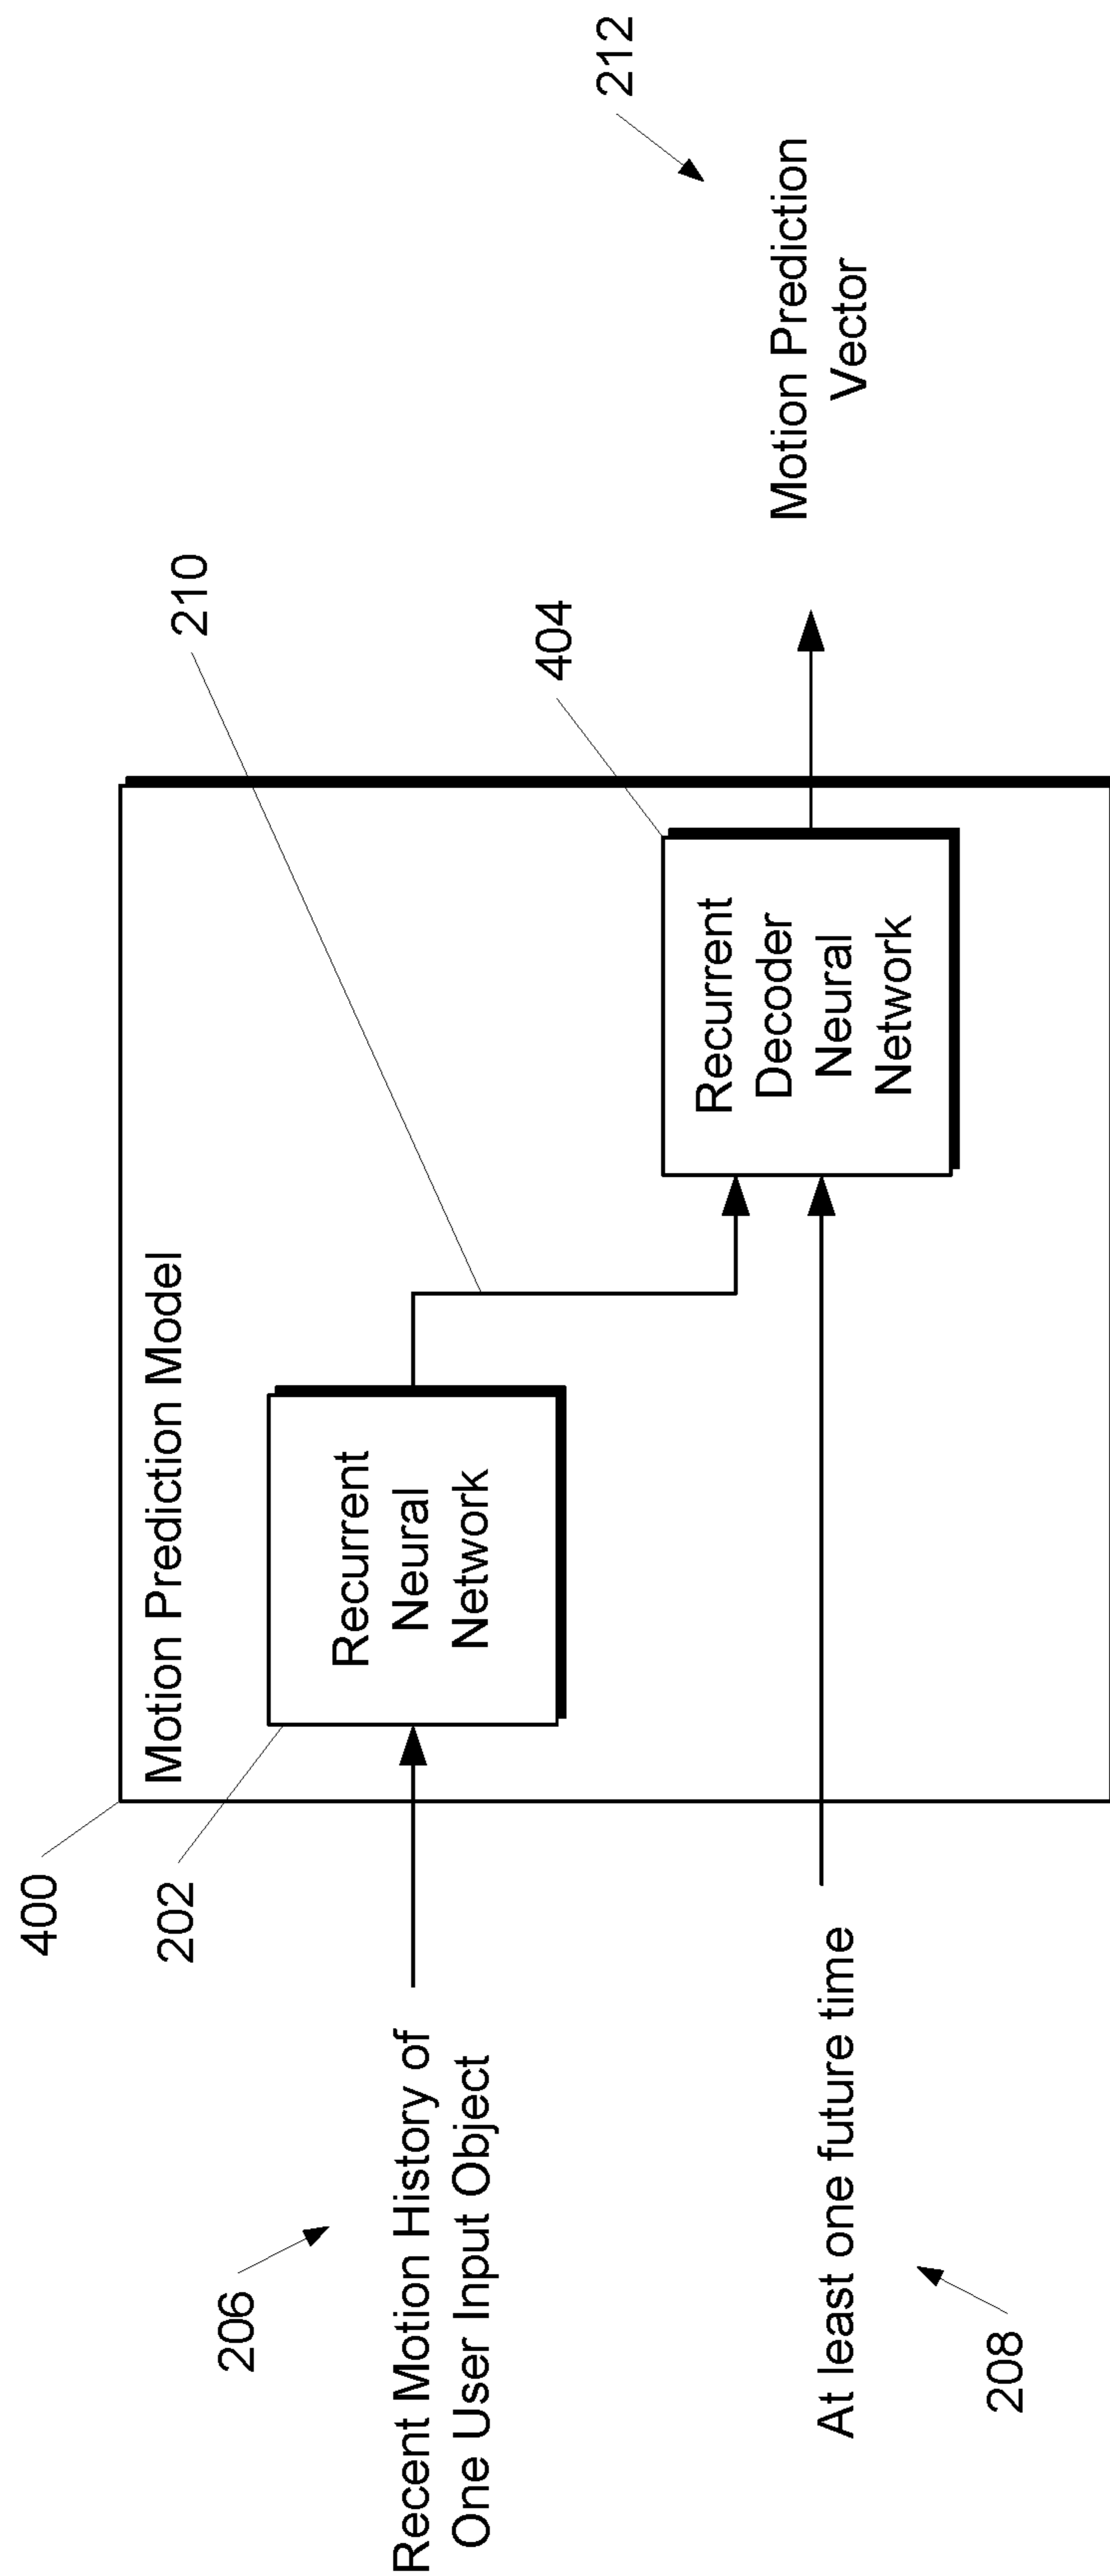 400
Motion Prediction Model
202
210
206
Recent Motion History of
One User Input Object
Recurrent
Neural
Network
404
212
208
At least one future time
Recurrent
Decoder
Neural
Network
Motion Prediction
Vector